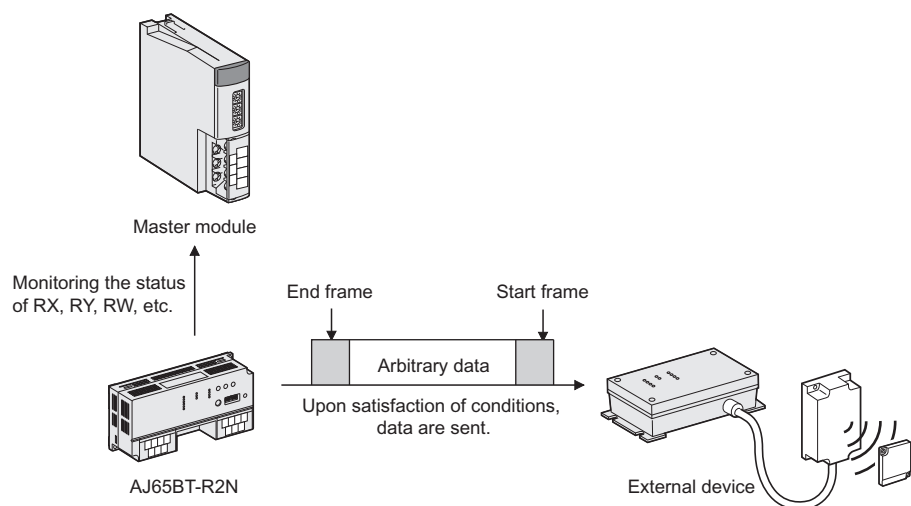 Master module
Monitoring the status
of RX, RY, RW, etc.
End frame
Start frame
Arbitrary data
Upon satisfaction of conditions,
data are sent.
AJ65BT-R2N
External device